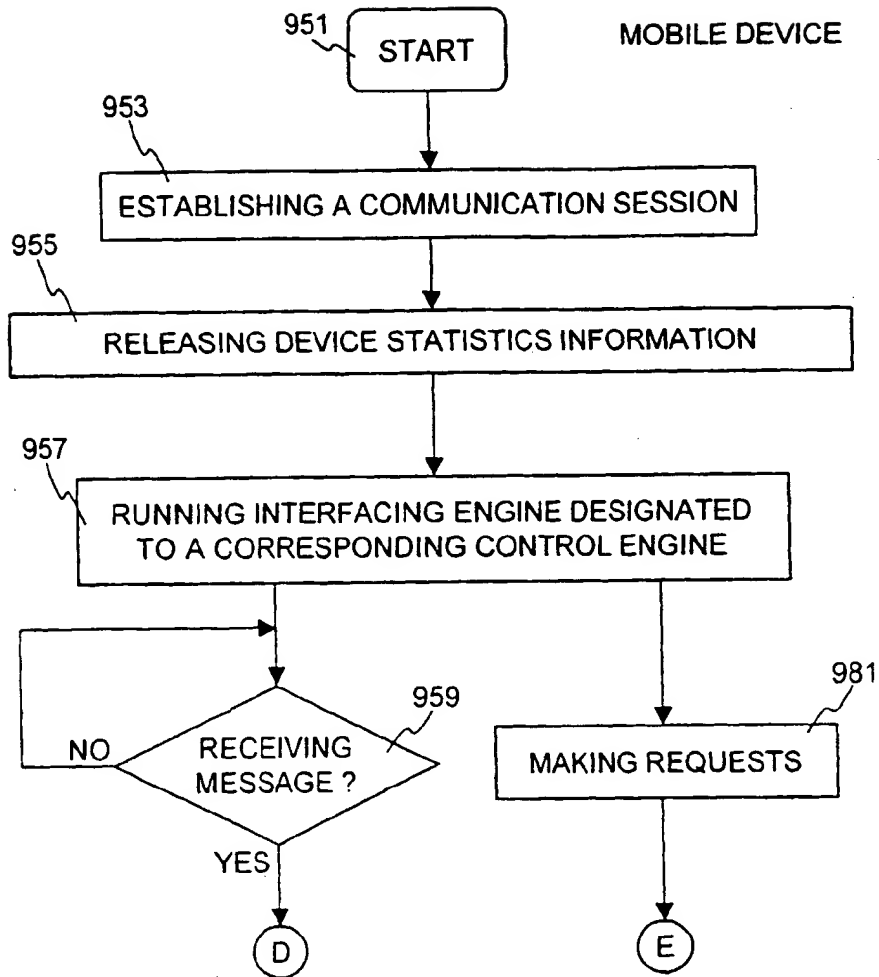 951
START
MOBILE DEVICE
953
ESTABLISHING A COMMUNICATION SESSION
955
RELEASING DEVICE STATISTICS INFORMATION
957
RUNNING INTERFACING ENGINE DESIGNATED
TO A CORRESPONDING CONTROL ENGINE
959
RECEIVING
MESSAGE ?
NO
YES
981
MAKING REQUESTS
D
E